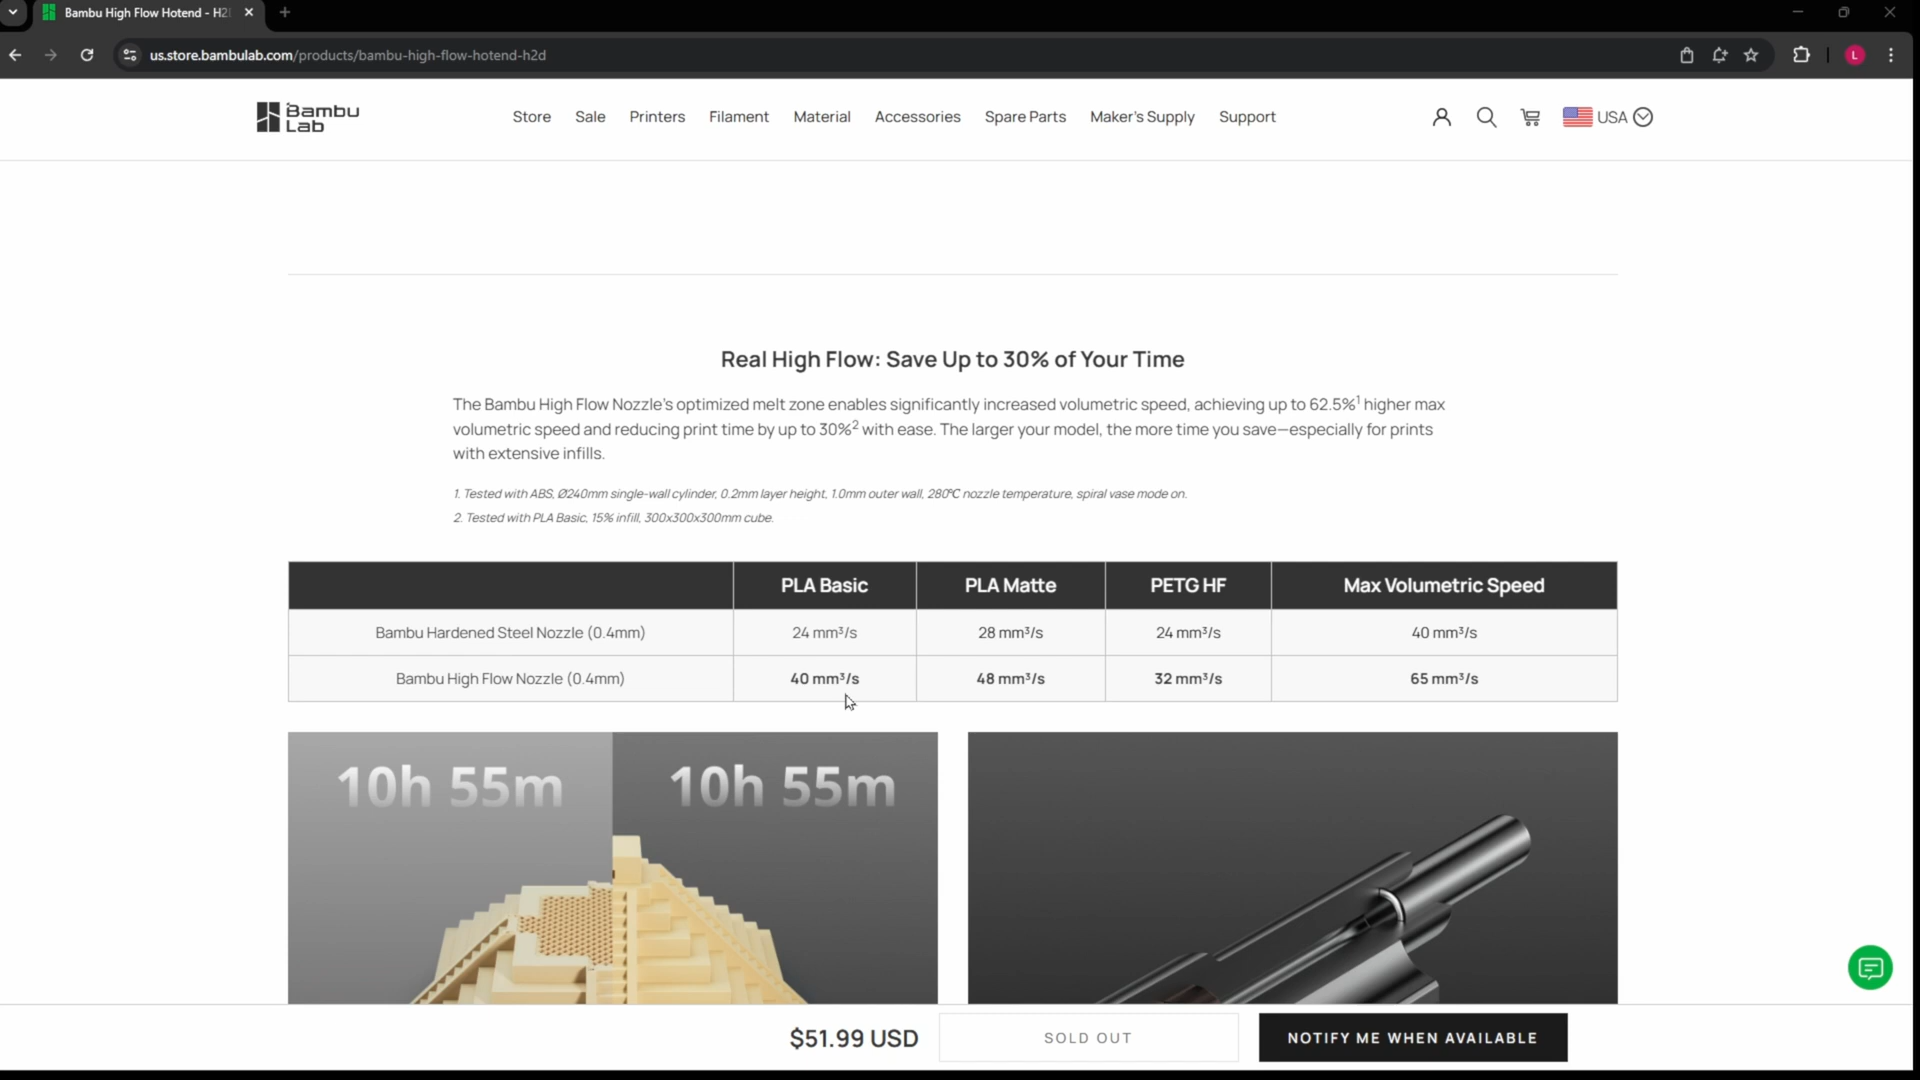 Bambu High Flow Hotend - H2
us.store.bambulab.com/products/bambu-high-flow-hotend-h2d
L
Bambu
Lab
Store Sale Printers Filament Material Accessories Spare Parts Maker's Supply Support
USA
Real High Flow: Save Up to 30% of Your Time
The Bambu High Flow Nozzle's optimized melt zone enables significantly increased volumetric speed, achieving up to 62.5%¹ higher max
volumetric speed and reducing print time by up to 30%² with ease. The larger your model, the more time you save—especially for prints
with extensive infills.
1. Tested with ABS, Ø240mm single-wall cylinder, 0.2mm layer height, 1.0mm outer wall, 280℃ nozzle temperature, spiral vase mode on.
2. Tested with PLA Basic, 15% infill, 300x300x300mm cube.
PLA Basic PLA Matte PETG HF Max Volumetric Speed
Bambu Hardened Steel Nozzle (0.4mm) 24 mm³/s 28 mm³/s 24 mm³/s 40 mm³/s
Bambu High Flow Nozzle (0.4mm) 40 mm³/s 48 mm³/s 32 mm³/s 65 mm³/s
10h 55m 10h 55m
$51.99 USD SOLD OUT NOTIFY ME WHEN AVAILABLE